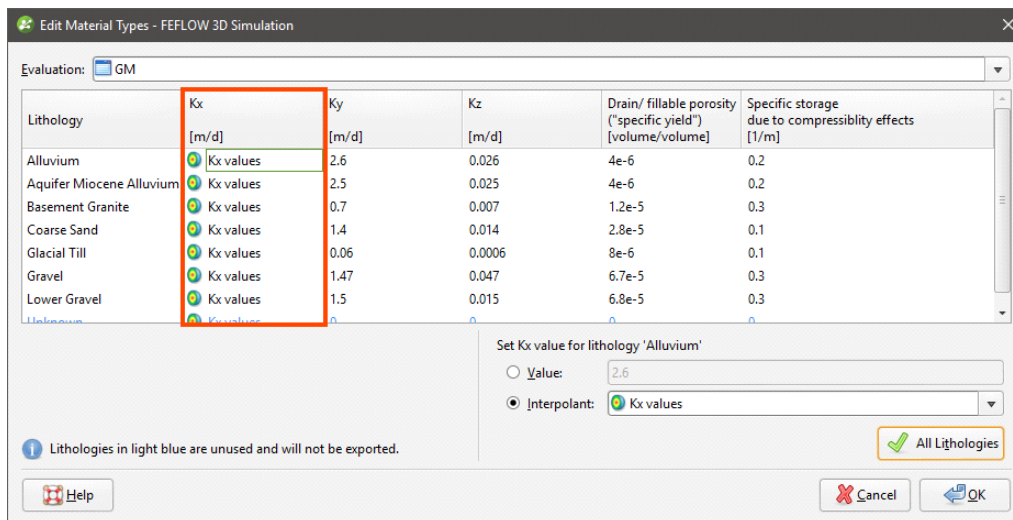 Edit Material Types - FEFLOW 3D Simulation
Evaluation: GM
Lithology Kx [m/d] Ky [m/d] Kz [m/d] Drain/ fillable porosity ("specific yield") [volume/volume] Specific storage due to compressiblity effects [1/m]
Alluvium Kx values 2.6 0.026 4e-6 0.2
Aquifer Miocene Alluvium Kx values 2.5 0.025 4e-6 0.2
Basement Granite Kx values 0.7 0.007 1.2e-5 0.3
Coarse Sand Kx values 1.4 0.014 2.8e-5 0.1
Glacial Till Kx values 0.06 0.0006 8e-6 0.1
Gravel Kx values 1.47 0.047 6.7e-5 0.3
Lower Gravel Kx values 1.5 0.015 6.8e-5 0.3
Unknown Kx values 0 0 0 0
Set Kx value for lithology 'Alluvium'
Value: 2.6
Interpolant: Kx values
All Lithologies
Lithologies in light blue are unused and will not be exported.
Help Cancel OK